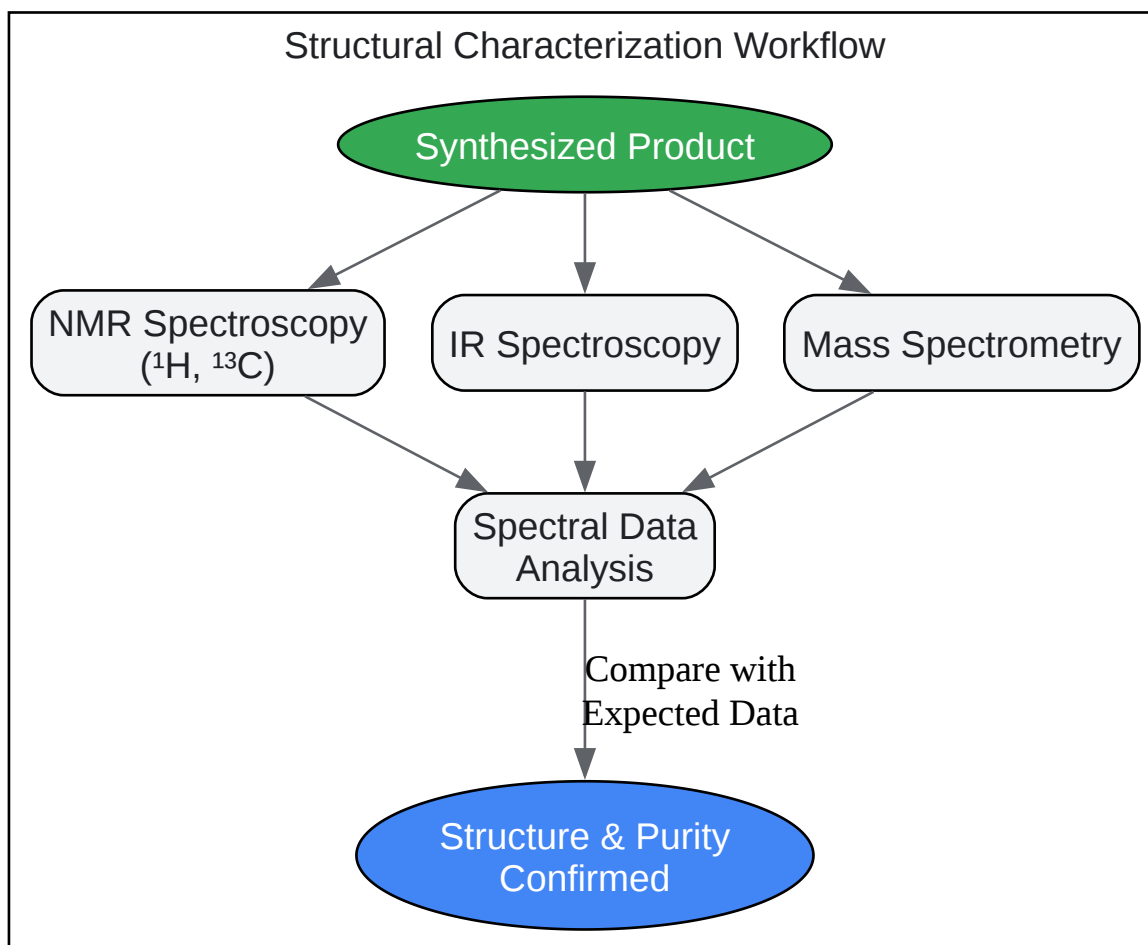 Structural Characterization Workflow
Synthesized Product
NMR Spectroscopy
(¹H, ¹³C)
IR Spectroscopy
Mass Spectrometry
Spectral Data
Analysis
Compare with
Expected Data
Structure & Purity
Confirmed